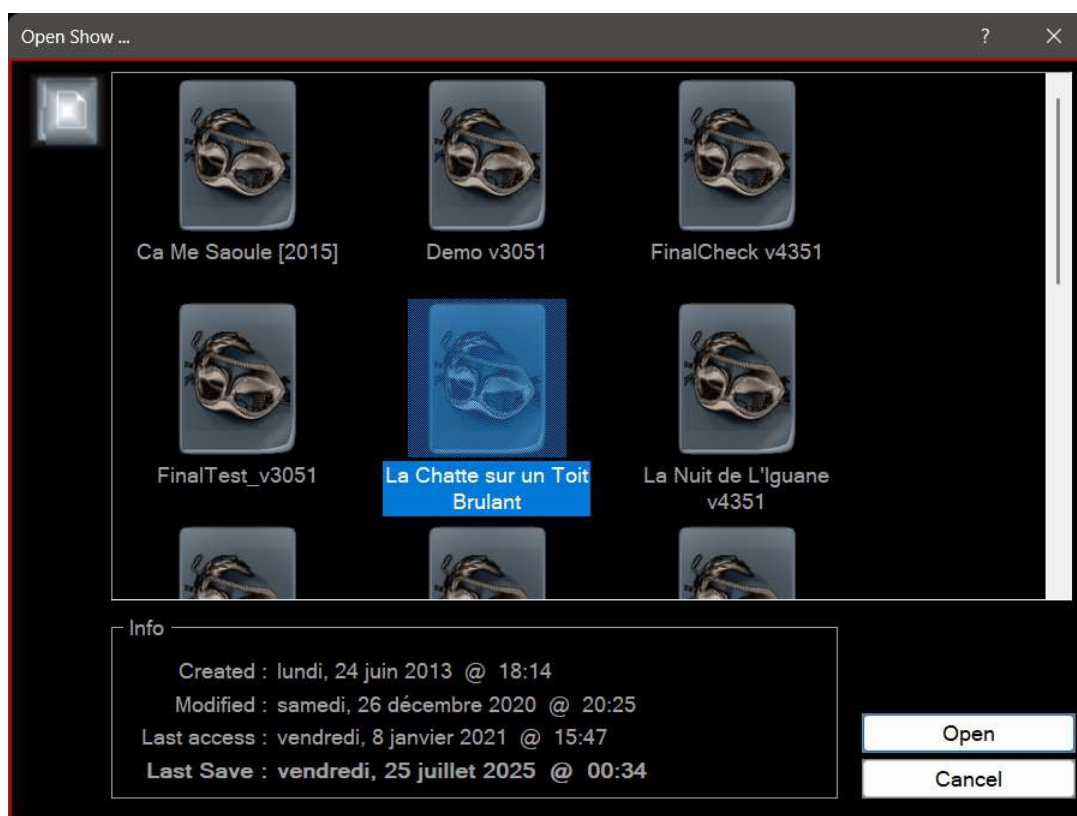 Open Show ...
?
Ca Me Saoule [2015]
Demo v3051
FinalCheck v4351
FinalTest_v3051
La Chatte sur un Toit
Brulant
La Nuit de L'Iguane
v4351
Info
Created : lundi, 24 juin 2013 @ 18:14
Modified : samedi, 26 décembre 2020 @ 20:25
Last access : vendredi, 8 janvier 2021 @ 15:47
Last Save : vendredi, 25 juillet 2025 @ 00:34
Open
Cancel